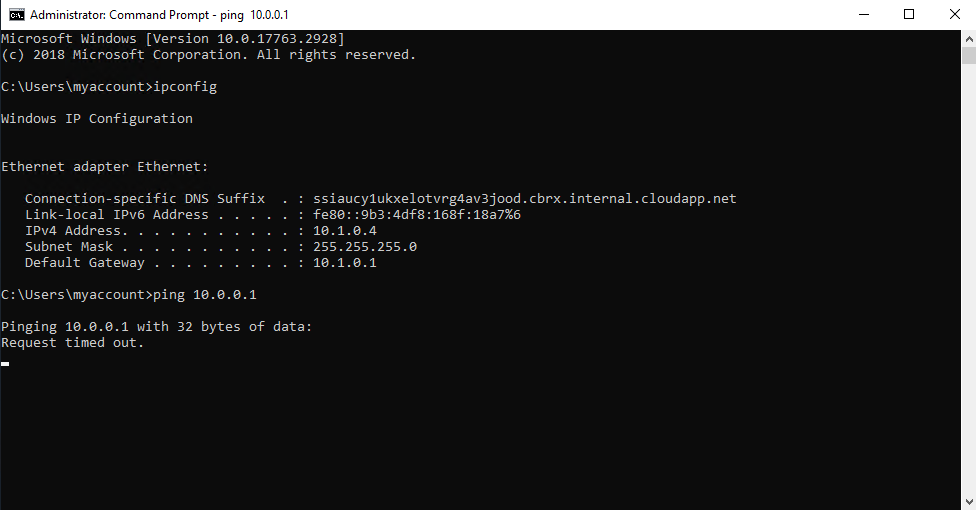 Administrator: Command Prompt - ping  10.0.0.1
Microsoft Windows [Version 10.0.17763.2928]
(c) 2018 Microsoft Corporation. All rights reserved.
C:\Users\myaccount>ipconfig
Windows IP Configuration
Ethernet adapter Ethernet:
   Connection-specific DNS Suffix  . : ssiaucy1ukxelotvrg4av3jood.cbrx.internal.cloudapp.net
   Link-local IPv6 Address . . . . . : fe80::9b3:4df8:168f:18a7%6
   IPv4 Address. . . . . . . . . . . : 10.1.0.4
   Subnet Mask . . . . . . . . . . . : 255.255.255.0
   Default Gateway . . . . . . . . . : 10.1.0.1
C:\Users\myaccount>ping 10.0.0.1
Pinging 10.0.0.1 with 32 bytes of data:
Request timed out.